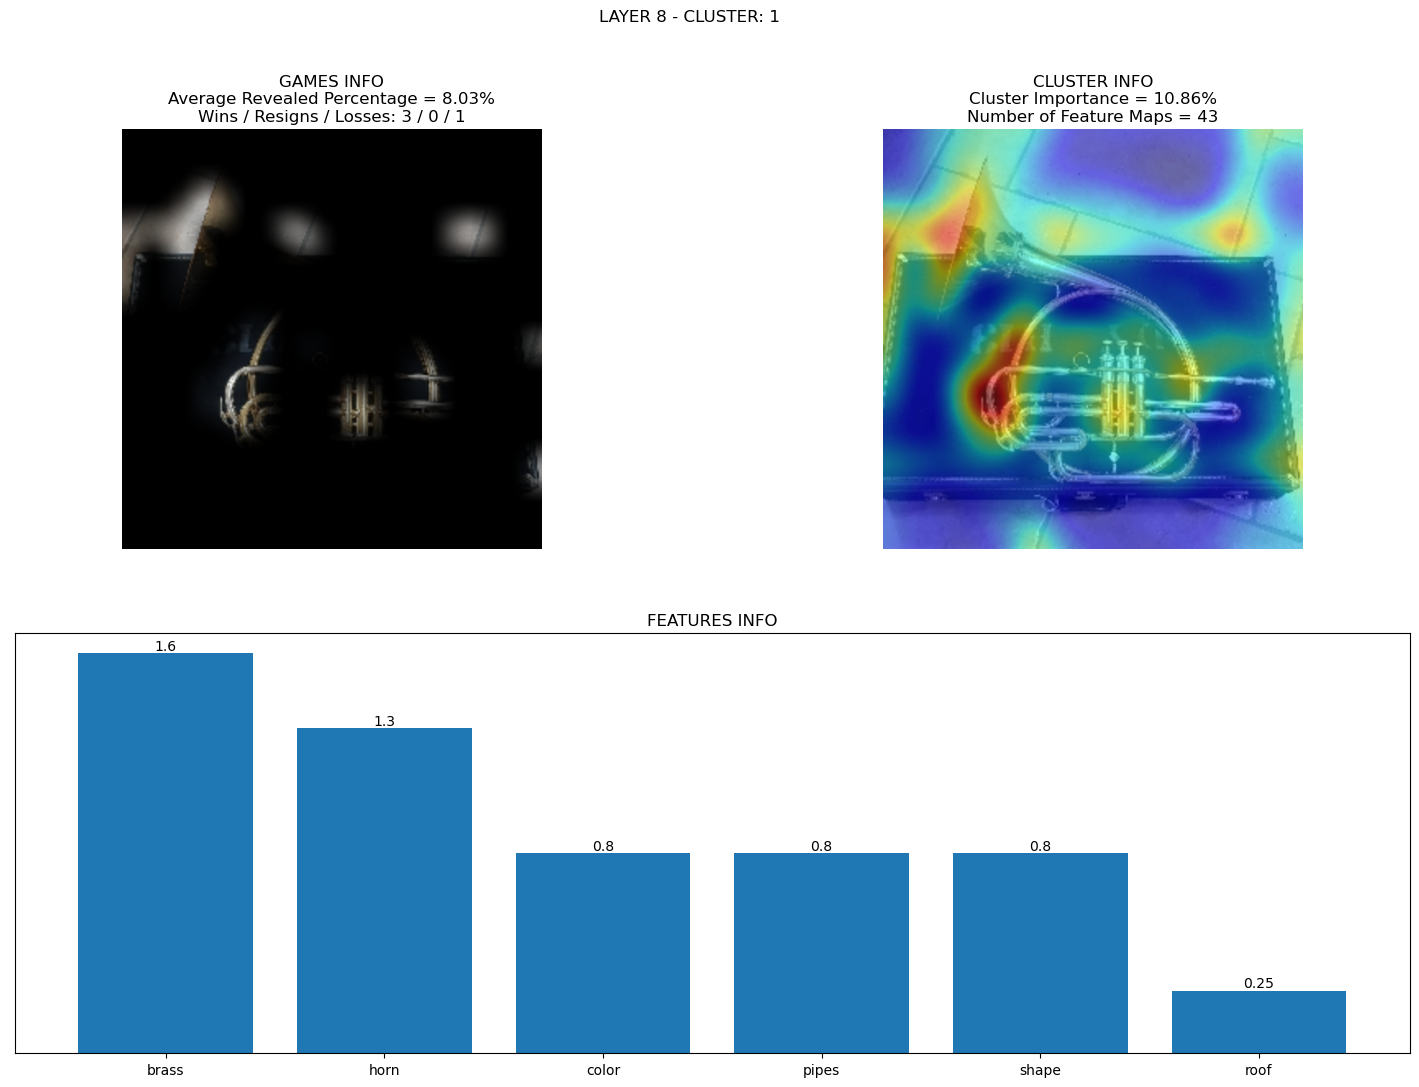 LAYER 8 - CLUSTER: 1
GAMES INFO
Average Revealed Percentage = 8.03%
Wins / Resigns / Losses: 3 / 0 / 1
CLUSTER INFO
Cluster Importance = 10.86%
Number of Feature Maps = 43
FEATURES INFO
1.6
1.3
0.8
0.8
0.8
0.25
brass
horn
color
pipes
shape
roof